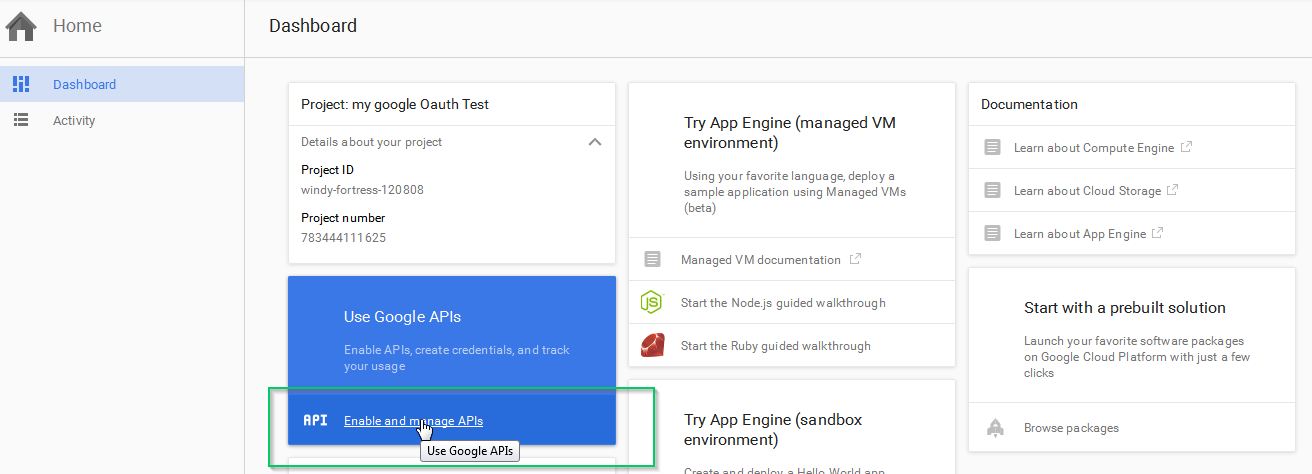 Home
Dashboard
Dashboard
Activity
Project: my google Oauth Test
Details about your project
Project ID
windy-fortress-120808
Project number
783444111625
Use Google APIs
Enable APIs, create credentials, and track
your usage
API
Enable and manage APIs
Use Google APIs
Try App Engine (managed VM
environment)
Using your favorite language, deploy a
sample application using Managed VMs
(beta)
Managed VM documentation
JS
Start the Node.js guided walkthrough
Start the Ruby guided walkthrough
Try App Engine (sandbox
environment)
Create and deploy a Hello World app
Documentation
Learn about Compute Engine
Learn about Cloud Storage
Learn about App Engine
Start with a prebuilt solution
Launch your favorite software packages
on Google Cloud Platform with just a few
clicks
Browse packages